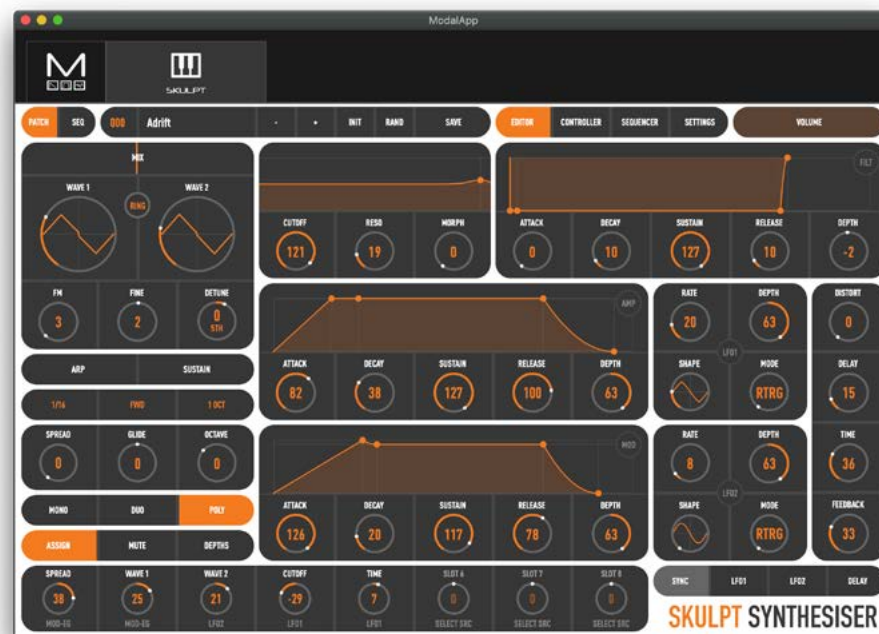 ModalApp
M
SKULPT
PATCH SEQ 000 Adrift - + INIT RAND SAVE EDITOR CONTROLLER SEQUENCER SETTINGS VOLUME
MIX
WAVE 1 RING WAVE 2
FM FINE DETUNE
3 2 0
5TH
ARP SUSTAIN
1/16 FWD 1 OCT
SPREAD GLIDE OCTAVE
0 0 0
MONO DUO POLY
ASSIGN MUTE DEPTHS
CUTOFF RESO MORPH
121 19 0
FILT
ATTACK DECAY SUSTAIN RELEASE DEPTH
0 10 127 10 -2
AMP
ATTACK DECAY SUSTAIN RELEASE DEPTH
82 38 127 100 63
MOD
ATTACK DECAY SUSTAIN RELEASE DEPTH
126 20 117 78 63
RATE DEPTH
20 63
LFO1
SHAPE MODE
RTRG
RATE DEPTH
8 63
LFO2
SHAPE MODE
RTRG
DISTORT
0
DELAY
15
TIME
36
FEEDBACK
33
SPREAD WAVE 1 WAVE 2 CUTOFF TIME SLOT 6 SLOT 7 SLOT 8
38 25 21 -29 7 0 0 0
MOD-EG MOD-EG LFO2 LFO1 LFO1 SELECT SRC SELECT SRC SELECT SRC
SYNC LFO1 LFO2 DELAY
SKULPT SYNTHESISER